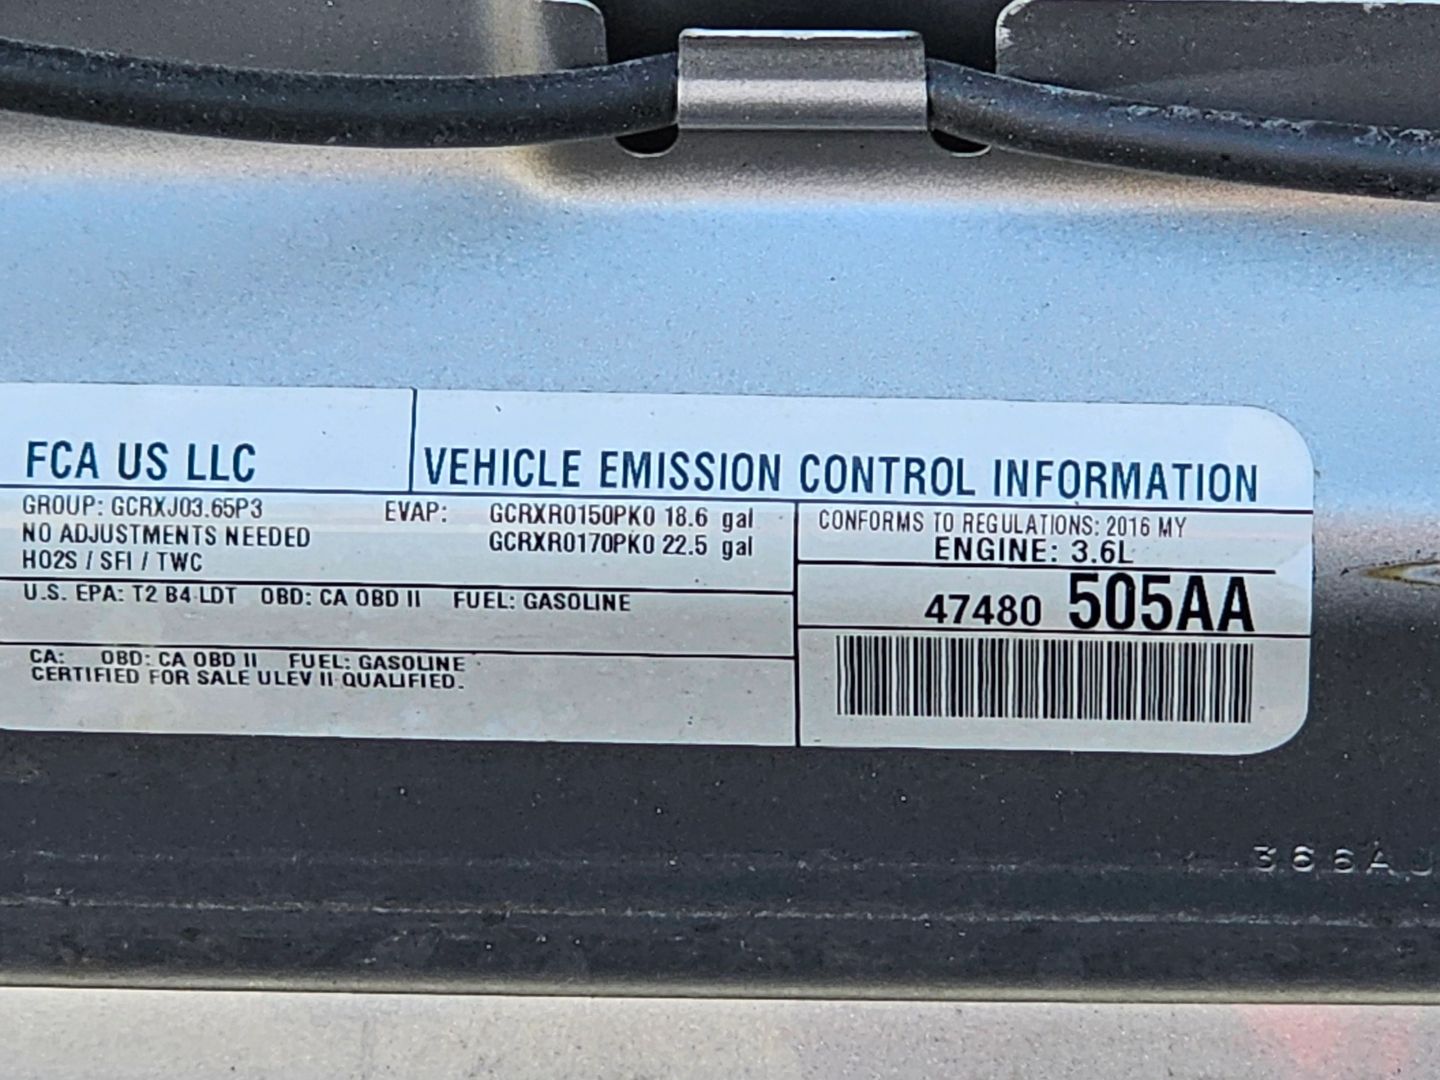 FCA US LLC
VEHICLE EMISSION CONTROL INFORMATION
GROUP: GCRXJ03.65P3
NO ADJUSTMENTS NEEDED
HO2S / SFI / TWC
EVAP: GCRXR0150PK0 18.6 gal
GCRXR0170PK0 22.5 gal
CONFORMS TO REGULATIONS: 2016 MY
ENGINE: 3.6L
U.S. EPA: T2 B4 LDT OBD: CA OBD II FUEL: GASOLINE
47480 505AA
CA: OBD: CA OBD II FUEL: GASOLINE
CERTIFIED FOR SALE ULEV II QUALIFIED.
366AJ